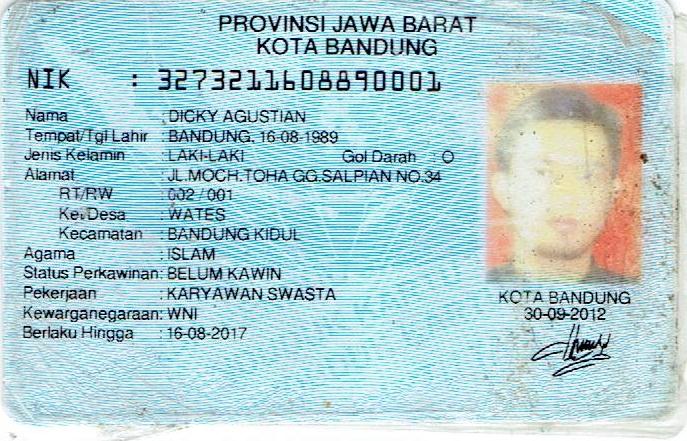 PROVINSI JAWA BARAT
KOTA BANDUNG
NIK : 3273211608890001
Nama : DICKY AGUSTIAN
Tempat/Tgl Lahir : BANDUNG, 16-08-1989
Jenis Kelamin : LAKI-LAKI Gol Darah : O
Alamat : JL.MOCH.TOHA GG.SALPIAN NO.34
RT/RW : 002 / 001
Kel/Desa : WATES
Kecamatan : BANDUNG KIDUL
Agama : ISLAM
Status Perkawinan: BELUM KAWIN
Pekerjaan : KARYAWAN SWASTA
Kewarganegaraan: WNI
Berlaku Hingga : 16-08-2017
KOTA BANDUNG
30-09-2012